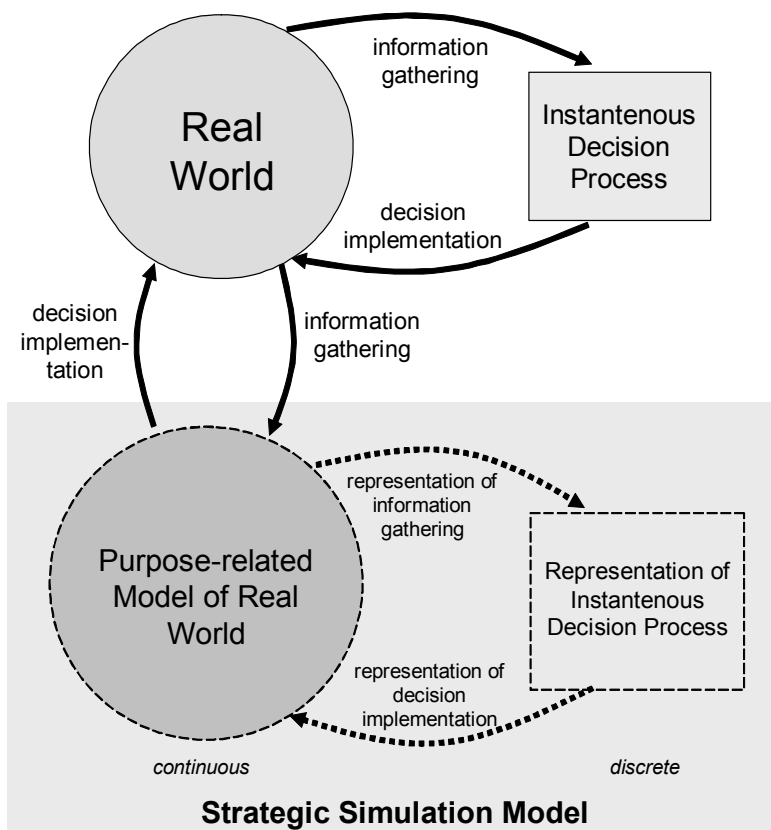 information
gathering
Real
World
Instantenous
Decision
Process
decision
implementation
decision
implemen-
tation
information
gathering
representation of
information
gathering
Purpose-related
Model of Real
World
Representation of
Instantenous
Decision Process
representation of
decision
implementation
continuous
discrete
Strategic Simulation Model